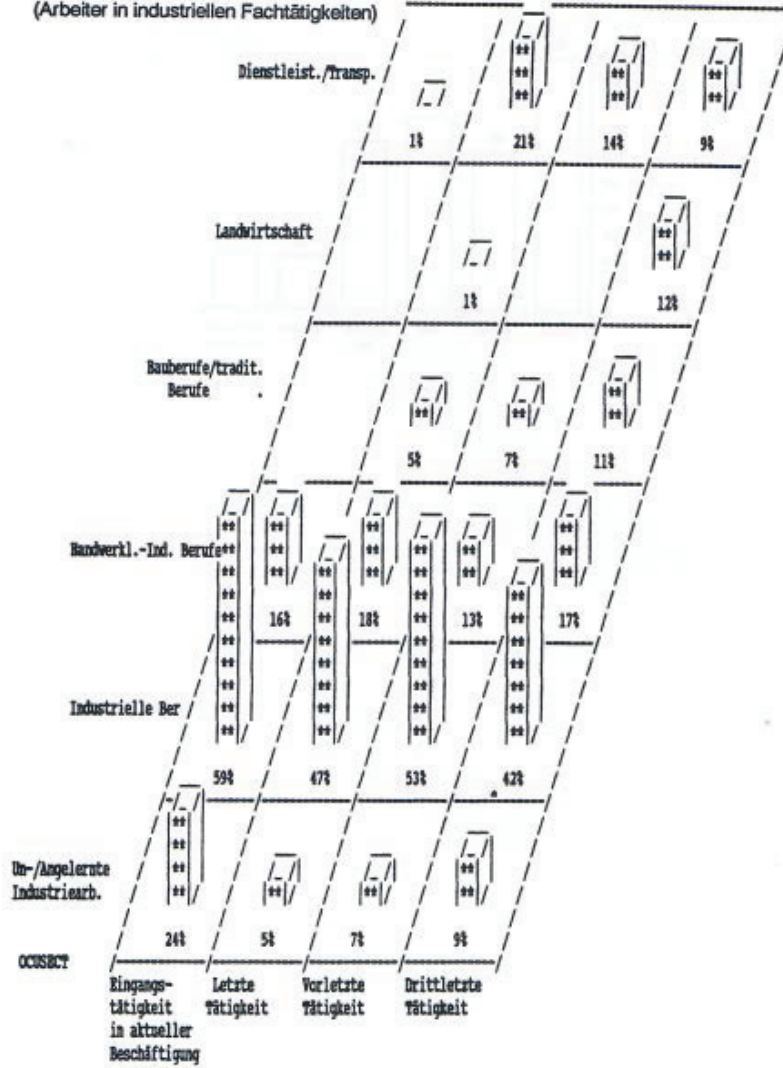 (Arbeiter in industriellen Fachtätigkeiten)
Dienstleist./Transp.
1% 21% 14% 9%
Landwirtschaft
1% 12%
Bauberufe/tradit.
Berufe .
5% 7% 11%
Handwerkl.-Ind. Berufe
16% 18% 13% 17%
Industrielle Ber
59% 47% 53% 42%
Un-/Angelernte
Industriearb.
24% 5% 7% 9%
OCUSECT
Eingangs- Letzte Vorletzte Drittletzte
tätigkeit Tätigkeit Tätigkeit Tätigkeit
in aktueller
Beschäftigung